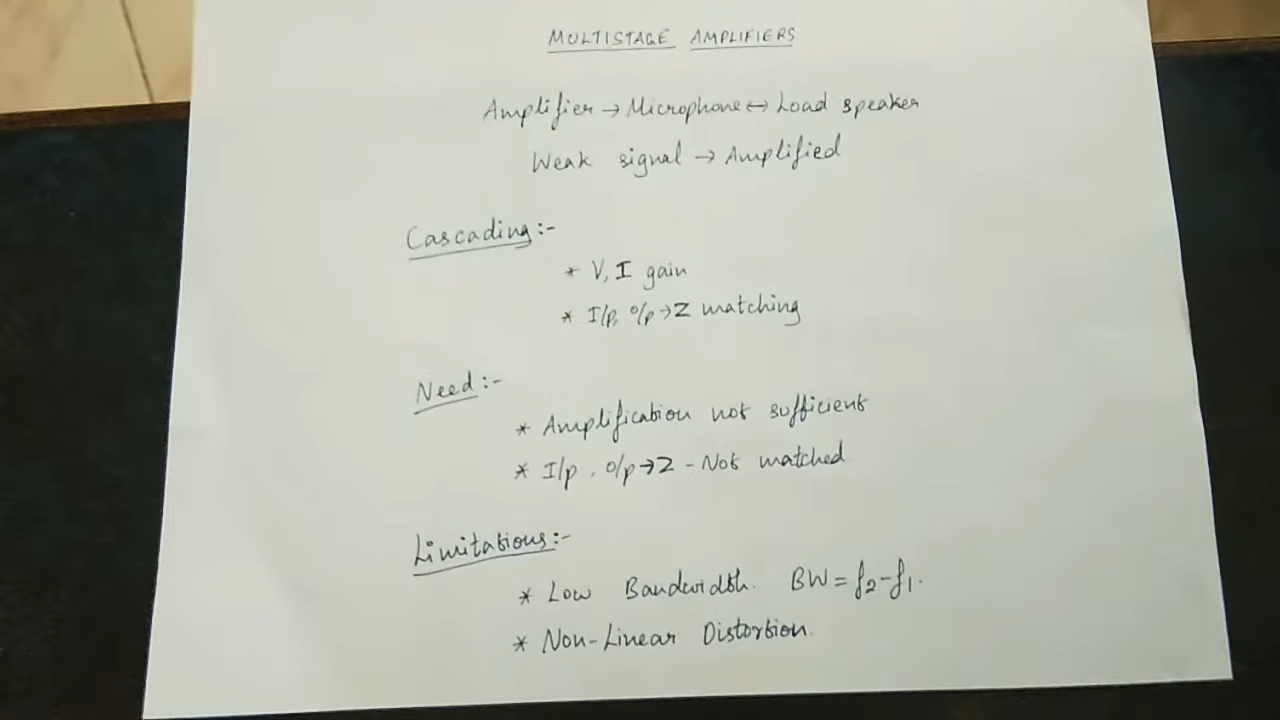 MULTISTAGE AMPLIFIERS
Amplifier → Microphone ↔ Load speaker
Weak signal → Amplified
Cascading :-
* V, I gain
* I/p, o/p → Z matching
Need :-
* Amplification not sufficient
* I/p , o/p → Z - Not matched
Limitations :-
* Low Bandwidth. BW = f₂-f₁.
* Non-Linear Distortion.